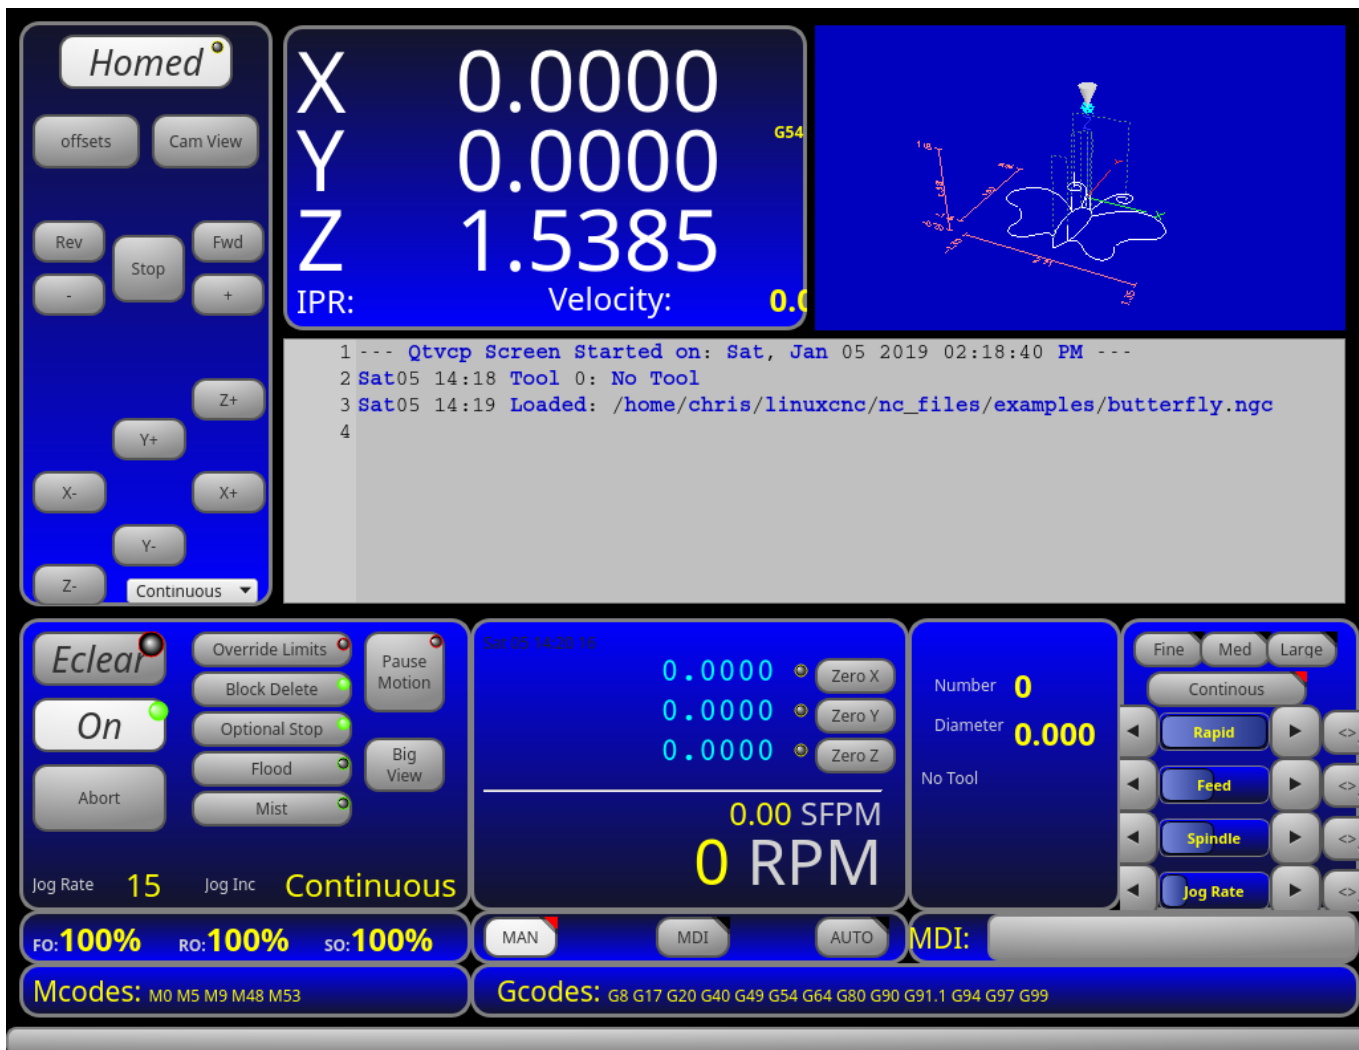 Homed
offsets
Cam View
Rev
Stop
Fwd
-
+
Z+
Y+
X-
X+
Y-
Z-
Continuous
X 0.0000
G54
Y 0.0000
Z 1.5385
IPR:
Velocity:
X
1 --- Qtvcp Screen Started on: Sat, Jan 05 2019 02:18:40 PM ---
2 Sat05 14:18 Tool 0: No Tool
3 Sat05 14:19 Loaded: /home/chris/linuxcnc/nc_files/examples/butterfly.ngc
4
Eclear
On
Abort
Override Limits
Block Delete
Optional Stop
Flood
Mist
Pause
Motion
Big
View
Jog Rate 15
Jog Inc Continuous
Sat 05 14:20:16
0.0000 Zero X
0.0000 Zero Y
0.0000 Zero Z
0.00 SFPM
0 RPM
Number 0
Diameter 0.000
No Tool
Fine
Med
Large
Continous
Rapid
<>
Feed
<>
Spindle
<>
Jog Rate
<>
FO:100% RO:100% SO:100%
MAN
MDI
AUTO
MDI:
Mcodes: M0 M5 M9 M48 M53
Gcodes: G8 G17 G20 G40 G49 G54 G64 G80 G90 G91.1 G94 G97 G99